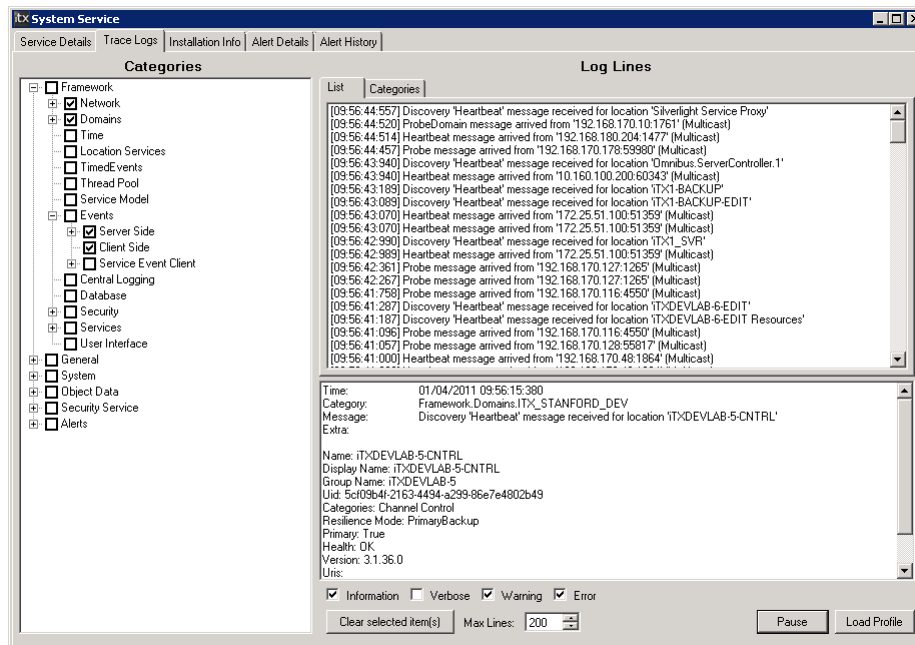 itx System Service
Service Details Trace Logs Installation Info Alert Details Alert History
Categories
Framework
Network
Domains
Time
Location Services
TimedEvents
Thread Pool
Service Model
Events
Server Side
Client Side
Service Event Client
Central Logging
Database
Security
Services
User Interface
General
System
Object Data
Security Service
Alerts
Log Lines
List Categories
[09:56:44:557] Discovery 'Heartbeat' message received for location 'Silverlight Service Proxy'
[09:56:44:520] ProbeDomain message arrived from '192.168.170.10:1761' (Multicast)
[09:56:44:514] Heartbeat message arrived from '192.168.180.204:1477' (Multicast)
[09:56:44:457] Probe message arrived from '192.168.170.178:59980' (Multicast)
[09:56:43:940] Discovery 'Heartbeat' message received for location 'Omnibus.ServerController.1'
[09:56:43:940] Heartbeat message arrived from '10.160.100.200:60343' (Multicast)
[09:56:43:189] Discovery 'Heartbeat' message received for location 'iTX1-BACKUP'
[09:56:43:089] Discovery 'Heartbeat' message received for location 'iTX1-BACKUP-EDIT'
[09:56:43:070] Heartbeat message arrived from '172.25.51.100:51359' (Multicast)
[09:56:43:070] Heartbeat message arrived from '172.25.51.100:51359' (Multicast)
[09:56:42:990] Discovery 'Heartbeat' message received for location 'iTX1_SVR'
[09:56:42:989] Heartbeat message arrived from '172.25.51.100:51359' (Multicast)
[09:56:42:361] Probe message arrived from '192.168.170.127:1265' (Multicast)
[09:56:42:267] Probe message arrived from '192.168.170.127:1265' (Multicast)
[09:56:41:758] Probe message arrived from '192.168.170.116:4550' (Multicast)
[09:56:41:287] Discovery 'Heartbeat' message received for location 'iTXDEVLAB-6-EDIT'
[09:56:41:187] Discovery 'Heartbeat' message received for location 'iTXDEVLAB-6-EDIT Resources'
[09:56:41:096] Probe message arrived from '192.168.170.116:4550' (Multicast)
[09:56:41:057] Probe message arrived from '192.168.170.128:55817' (Multicast)
[09:56:41:000] Heartbeat message arrived from '192.168.170.48:1864' (Multicast)
Time: 01/04/2011 09:56:15:380
Category: Framework.Domains.ITX_STANFORD_DEV
Message: Discovery 'Heartbeat' message received for location 'iTXDEVLAB-5-CNTRL'
Extra:
Name: iTXDEVLAB-5-CNTRL
Display Name: iTXDEVLAB-5-CNTRL
Group Name: iTXDEVLAB-5
Uid: 5cf09b4f-2163-4494-a299-86e7e4802b49
Categories: Channel Control
Resilience Mode: PrimaryBackup
Primary: True
Health: OK
Version: 3.1.36.0
Uris:
Information Verbose Warning Error
Clear selected item(s) Max Lines: 200 Pause Load Profile